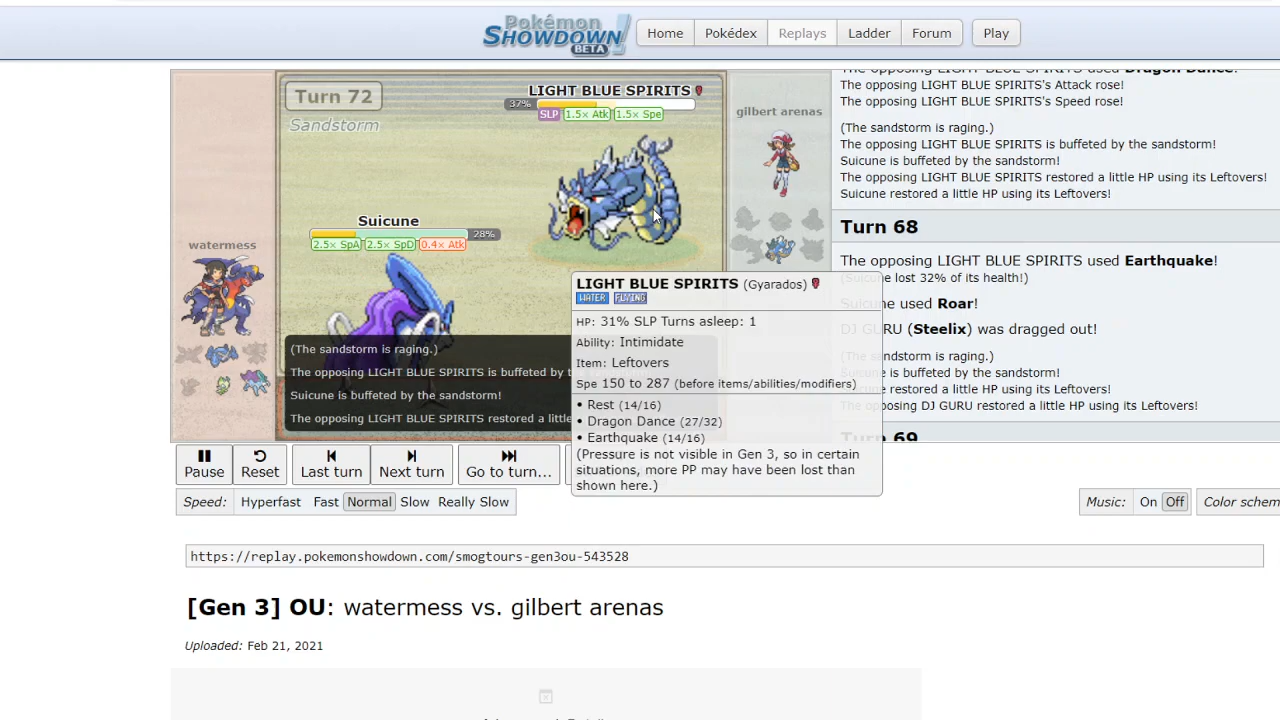 Pokémon
SHOWDOWN!
BETA
Home
Pokédex
Replays
Ladder
Forum
Play
Turn 72
Sandstorm
LIGHT BLUE SPIRITS
37%
SLP 1.5× Atk 1.5× Spe
Suicune
28%
2.5× SpA 2.5× SpD 0.4× Atk
watermess
gilbert arenas
(The sandstorm is raging.)
The opposing LIGHT BLUE SPIRITS is buffeted by t
Suicune is buffeted by the sandstorm!
The opposing LIGHT BLUE SPIRITS restored a little
LIGHT BLUE SPIRITS (Gyarados)
WATER FLYING
HP: 31% SLP Turns asleep: 1
Ability: Intimidate
Item: Leftovers
Spe 150 to 287 (before items/abilities/modifiers)
• Rest (14/16)
• Dragon Dance (27/32)
• Earthquake (14/16)
(Pressure is not visible in Gen 3, so in certain
situations, more PP may have been lost than
shown here.)
The opposing LIGHT BLUE SPIRITS used Dragon Dance!
The opposing LIGHT BLUE SPIRITS's Attack rose!
The opposing LIGHT BLUE SPIRITS's Speed rose!
(The sandstorm is raging.)
The opposing LIGHT BLUE SPIRITS is buffeted by the sandstorm!
Suicune is buffeted by the sandstorm!
The opposing LIGHT BLUE SPIRITS restored a little HP using its Leftovers!
Suicune restored a little HP using its Leftovers!
Turn 68
The opposing LIGHT BLUE SPIRITS used Earthquake!
(Suicune lost 32% of its health!)
Suicune used Roar!
DJ GURU (Steelix) was dragged out!
(The sandstorm is raging.)
Suicune is buffeted by the sandstorm!
Suicune restored a little HP using its Leftovers!
The opposing DJ GURU restored a little HP using its Leftovers!
Turn 69
Pause
Reset
Last turn
Next turn
Go to turn...
Speed: Hyperfast Fast Normal Slow Really Slow
Music: On Off
Color schem
https://replay.pokemonshowdown.com/smogtours-gen3ou-543528
[Gen 3] OU: watermess vs. gilbert arenas
Uploaded: Feb 21, 2021